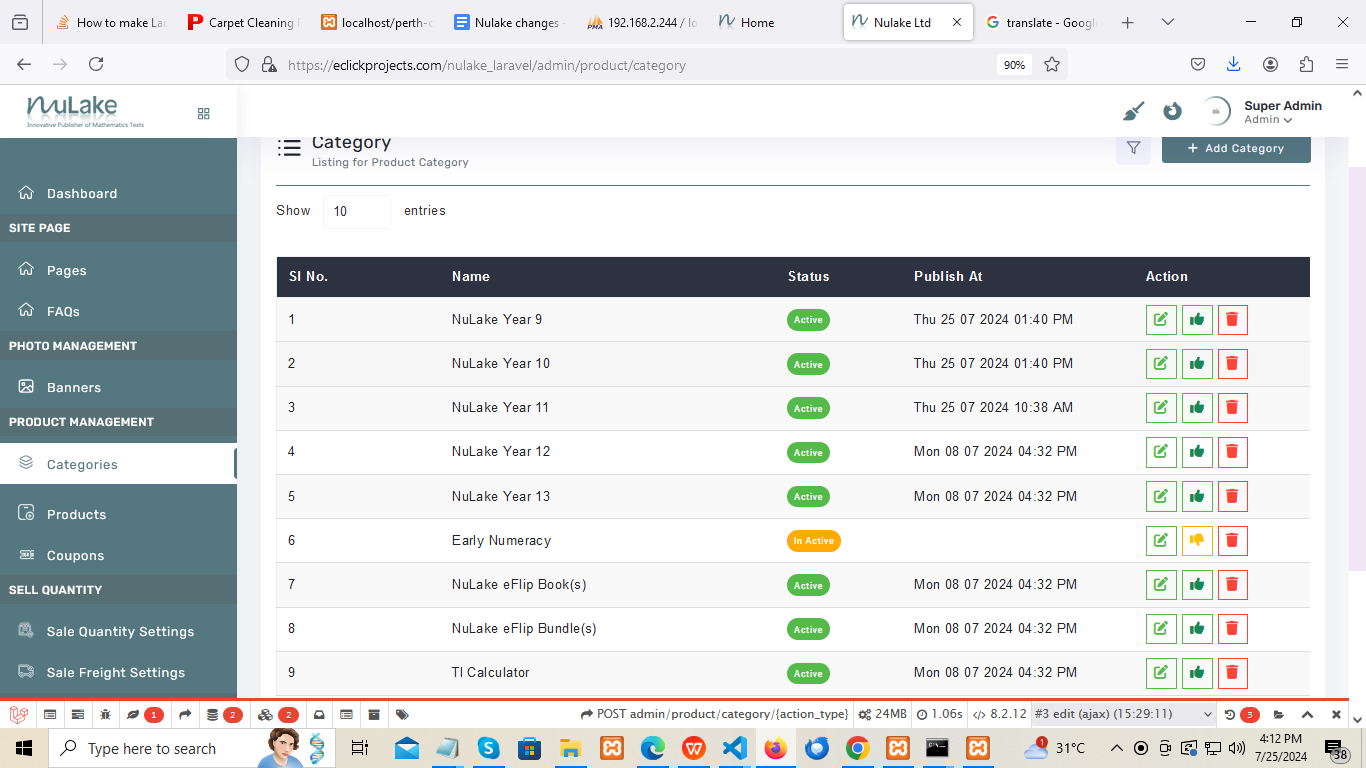 How to make Lar
Carpet Cleaning
localhost/perth-c
Nulake changes -
192.168.2.244 / lo
Home
Nulake Ltd
translate - Google
https://eclickprojects.com/nulake_laravel/admin/product/category
90%
NuLake
Innovative Publisher of Mathematics Texts
Super Admin
Admin
Dashboard
SITE PAGE
Pages
FAQs
PHOTO MANAGEMENT
Banners
PRODUCT MANAGEMENT
Categories
Products
Coupons
SELL QUANTITY
Sale Quantity Settings
Sale Freight Settings
Category
Listing for Product Category
+ Add Category
Show 10 entries
Sl No. Name Status Publish At Action
1 NuLake Year 9 Active Thu 25 07 2024 01:40 PM
2 NuLake Year 10 Active Thu 25 07 2024 01:40 PM
3 NuLake Year 11 Active Thu 25 07 2024 10:38 AM
4 NuLake Year 12 Active Mon 08 07 2024 04:32 PM
5 NuLake Year 13 Active Mon 08 07 2024 04:32 PM
6 Early Numeracy In Active
7 NuLake eFlip Book(s) Active Mon 08 07 2024 04:32 PM
8 NuLake eFlip Bundle(s) Active Mon 08 07 2024 04:32 PM
9 TI Calculator Active Mon 08 07 2024 04:32 PM
1 2 2 POST admin/product/category/{action_type} 24MB 1.06s 8.2.12 #3 edit (ajax) (15:29:11) 3
Type here to search
1 31°C
4:12 PM
7/25/2024
38